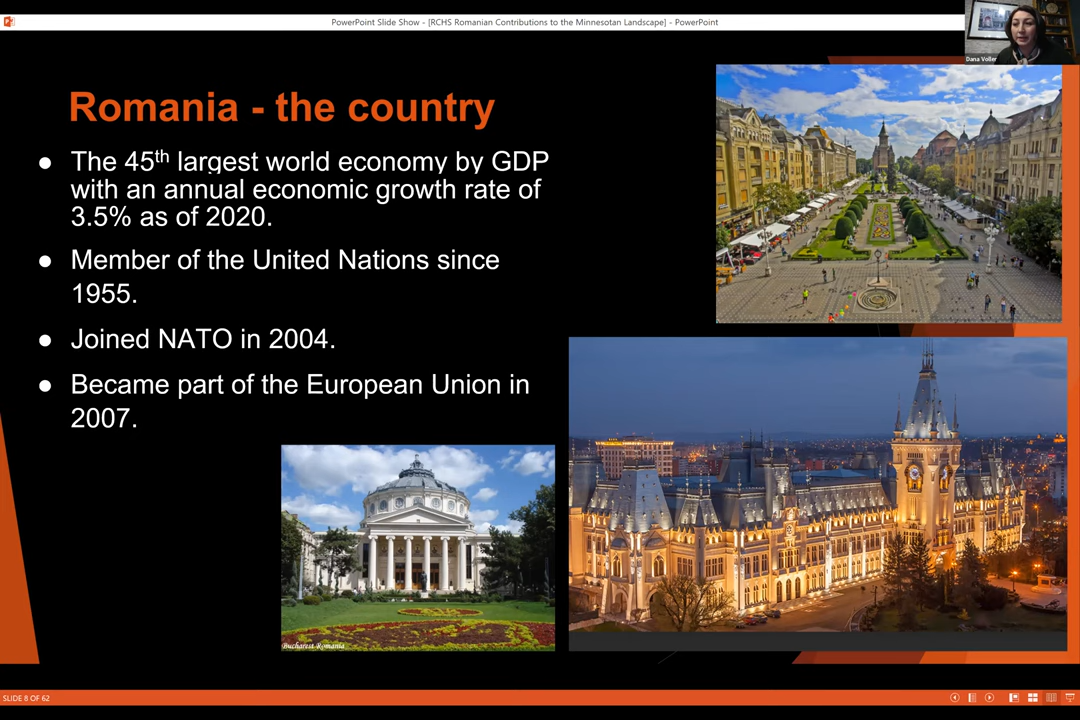 PowerPoint Slide Show - [RCHS Romanian Contributions to the Minnesotan Landscape] - PowerPoint
Dana Voller
Romania - the country
● The 45th largest world economy by GDP
with an annual economic growth rate of
3.5% as of 2020.
● Member of the United Nations since
1955.
● Joined NATO in 2004.
● Became part of the European Union in
2007.
Bucharest-Romania
SLIDE 8 OF 62